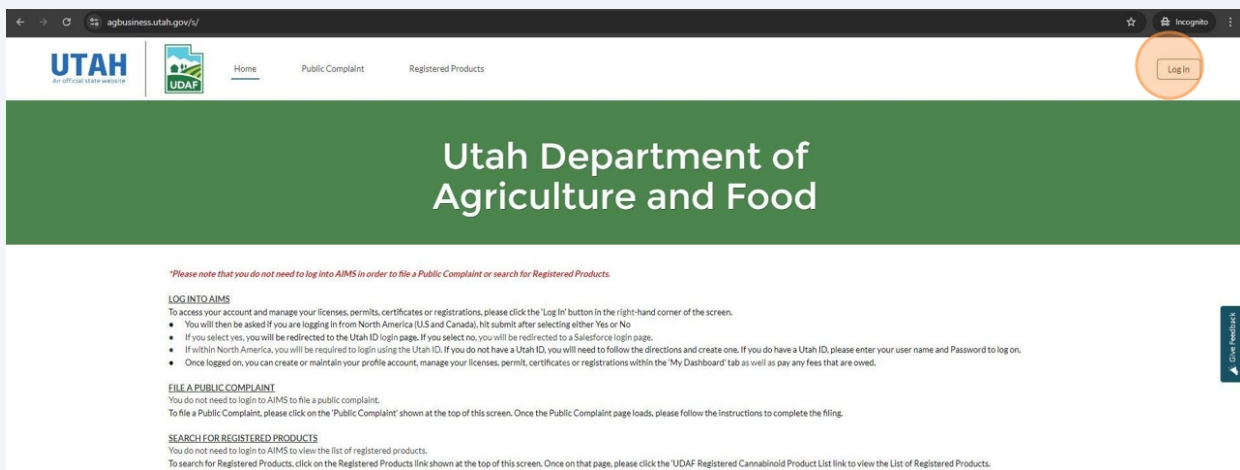 agbusiness.utah.gov/s/
Incognito
UTAH
An official state website
UDAF
Home
Public Complaint
Registered Products
Log in
Utah Department of
Agriculture and Food
*Please note that you do not need to log into AIMS in order to file a Public Complaint or search for Registered Products.
LOG INTO AIMS
To access your account and manage your licenses, permits, certificates or registrations, please click the 'Log In' button in the right-hand corner of the screen.
• You will then be asked if you are logging in from North America (U.S and Canada), hit submit after selecting either Yes or No
• If you select yes, you will be redirected to the Utah ID login page. If you select no, you will be redirected to a Salesforce login page.
• If within North America, you will be required to login using the Utah ID. If you do not have a Utah ID, you will need to follow the directions and create one. If you do have a Utah ID, please enter your user name and Password to log on.
• Once logged on, you can create or maintain your profile account, manage your licenses, permit, certificates or registrations within the 'My Dashboard' tab as well as pay any fees that are owed.
FILE A PUBLIC COMPLAINT
You do not need to login to AIMS to file a public complaint.
To file a Public Complaint, please click on the 'Public Complaint' shown at the top of this screen. Once the Public Complaint page loads, please follow the instructions to complete the filing.
SEARCH FOR REGISTERED PRODUCTS
You do not need to login to AIMS to view the list of registered products.
To search for Registered Products, click on the Registered Products link shown at the top of this screen. Once on that page, please click the 'UDAF Registered Cannabinoid Product List link to view the List of Registered Products.
Give Feedback